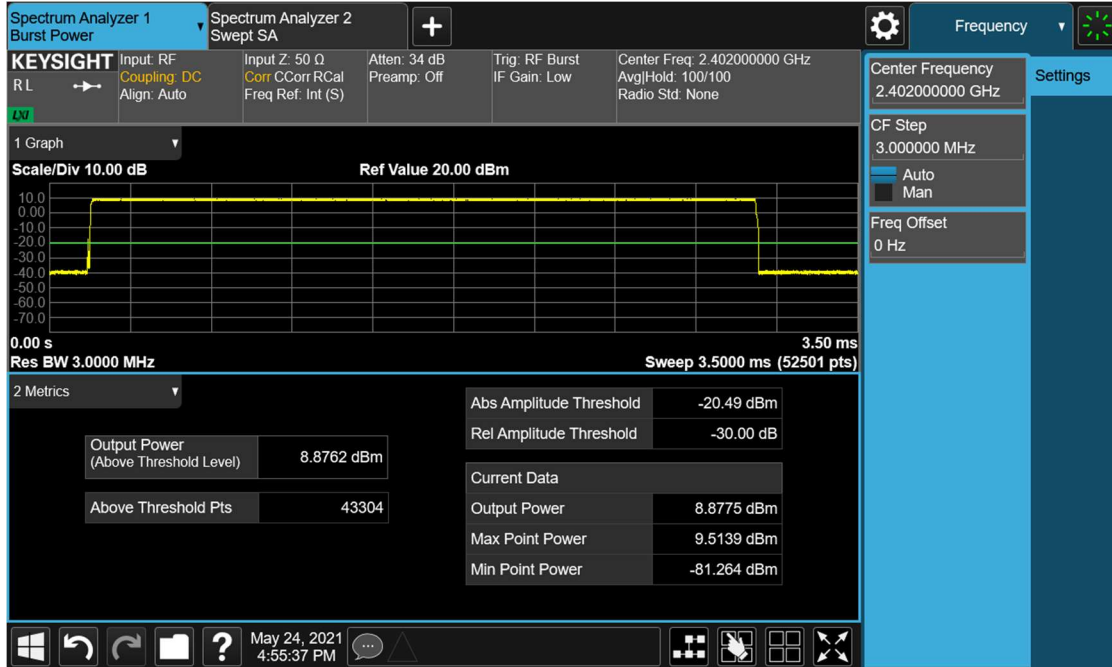 Spectrum Analyzer 1
Burst Power
Spectrum Analyzer 2
Swept SA
Frequency
KEYSIGHT
R L
LXI
Input: RF
Coupling: DC
Align: Auto
Input Z: 50 Ω
Corr CCorr RCal
Freq Ref: Int (S)
Atten: 34 dB
Preamp: Off
Trig: RF Burst
IF Gain: Low
Center Freq: 2.402000000 GHz
Avg|Hold: 100/100
Radio Std: None
Center Frequency
2.402000000 GHz
Settings
CF Step
3.000000 MHz
Auto
Man
Freq Offset
0 Hz
1 Graph
Scale/Div 10.00 dB
Ref Value 20.00 dBm
10.0
0.00
-10.0
-20.0
-30.0
-40.0
-50.0
-60.0
-70.0
0.00 s
3.50 ms
Res BW 3.0000 MHz
Sweep 3.5000 ms (52501 pts)
2 Metrics
Output Power
(Above Threshold Level)
8.8762 dBm
Above Threshold Pts
43304
Abs Amplitude Threshold
-20.49 dBm
Rel Amplitude Threshold
-30.00 dB
Current Data
Output Power
8.8775 dBm
Max Point Power
9.5139 dBm
Min Point Power
-81.264 dBm
?
May 24, 2021
4:55:37 PM